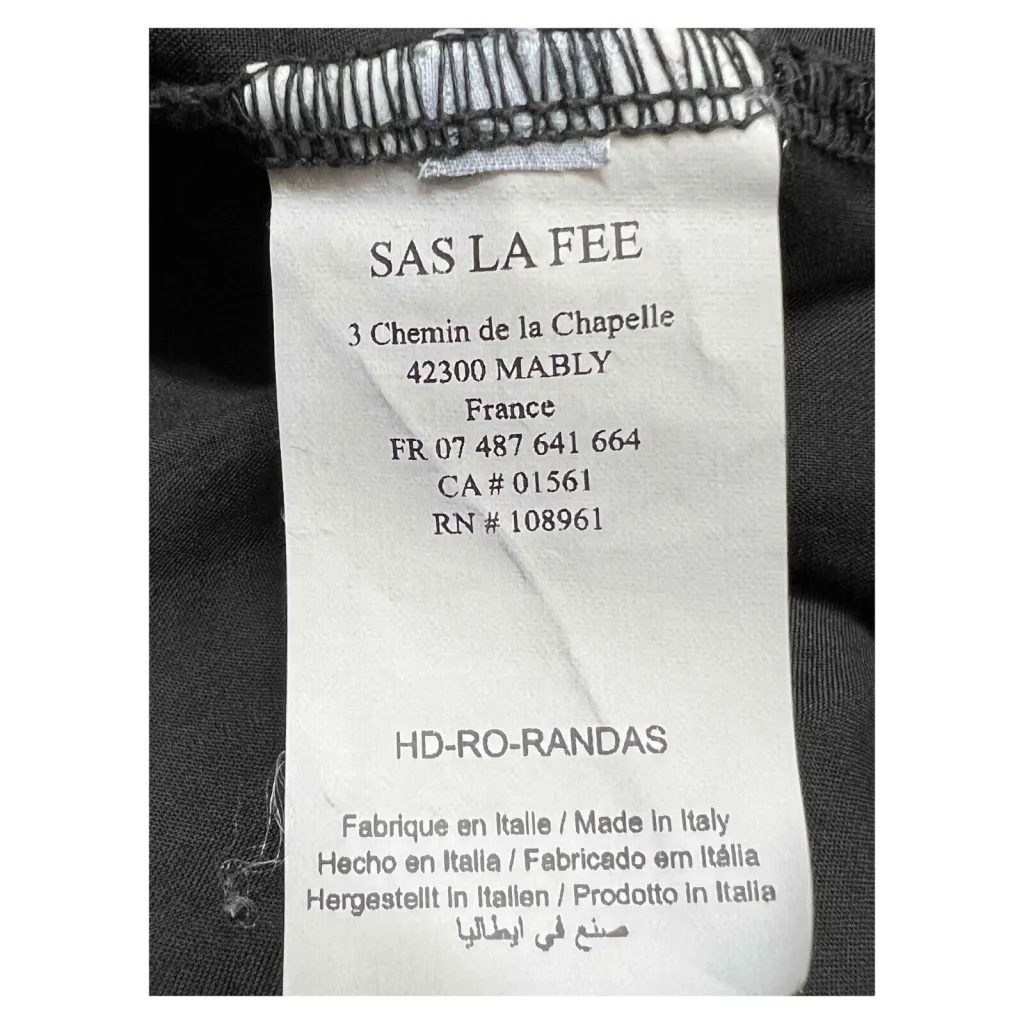 SAS LA FEE
3 Chemin de la Chapelle
42300 MABLY
France
FR 07 487 641 664
CA # 01561
RN # 108961
HD-RO-RANDAS
Fabrique en Italie / Made in Italy
Hecho en Italia / Fabricado em Itália
Hergestellt in Italien / Prodotto in Italia
صنع في ايطاليا